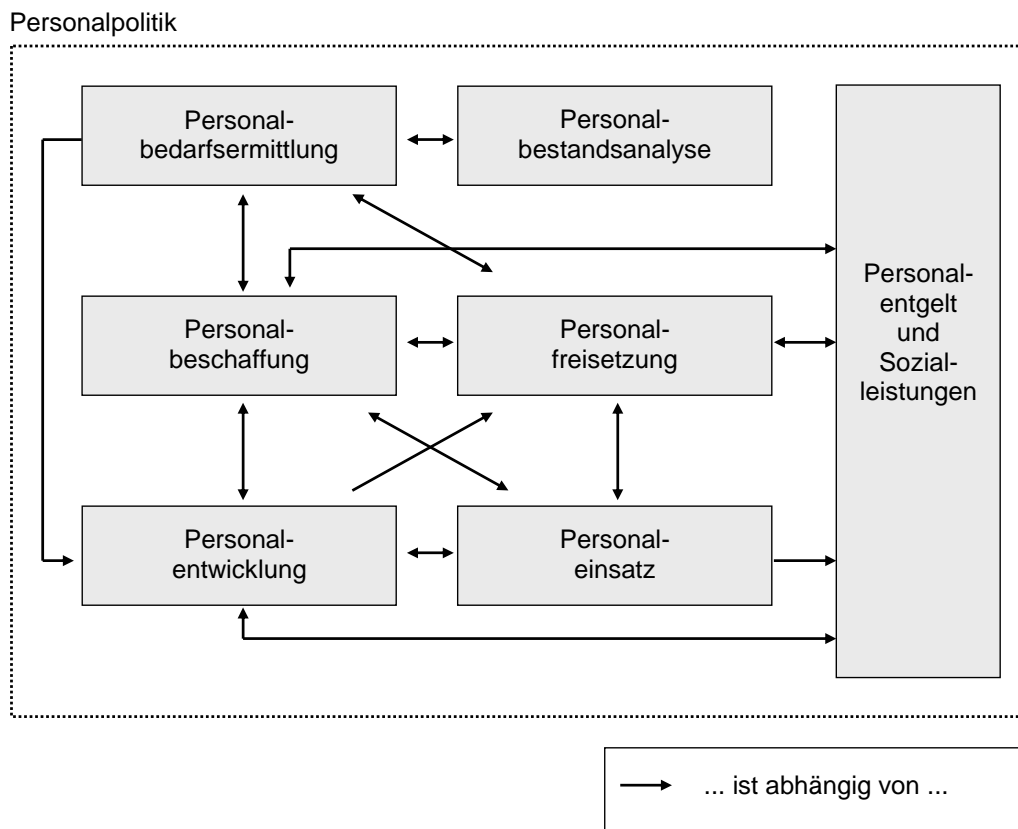 Personalpolitik
Personal-
bedarfsermittlung
Personal-
bestandsanalyse
Personal-
beschaffung
Personal-
freisetzung
Personal-
entgelt
und
Sozial-
leistungen
Personal-
entwicklung
Personal-
einsatz
... ist abhängig von ...